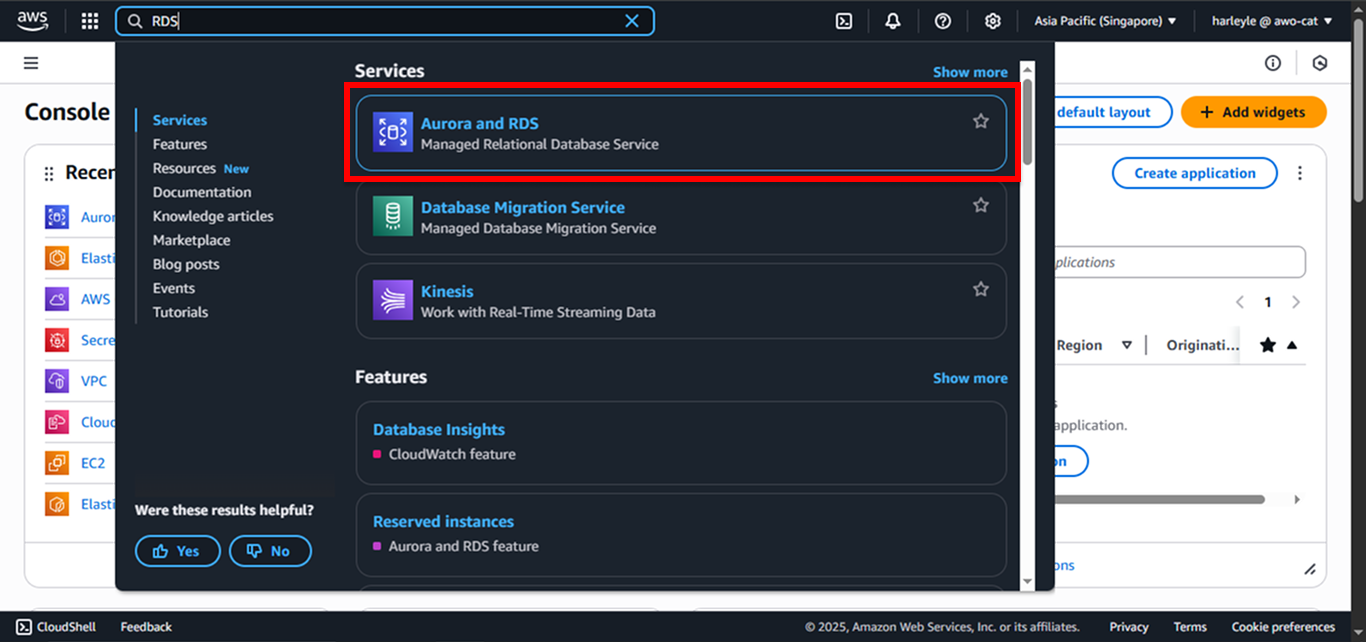 aws
RDS
Asia Pacific (Singapore)
harleyle @ awo-cat
Console
default layout
Add widgets
Recen
Auror
Elasti
AWS
Secre
VPC
Cloud
EC2
Elasti
Services
Features
Resources New
Documentation
Knowledge articles
Marketplace
Blog posts
Events
Tutorials
Were these results helpful?
Yes
No
Services
Show more
Aurora and RDS
Managed Relational Database Service
Database Migration Service
Managed Database Migration Service
Kinesis
Work with Real-Time Streaming Data
Features
Show more
Database Insights
CloudWatch feature
Reserved instances
Aurora and RDS feature
Create application
plications
1
Region
Originati...
s
application.
on
ons
CloudShell
Feedback
© 2025, Amazon Web Services, Inc. or its affiliates.
Privacy
Terms
Cookie preferences